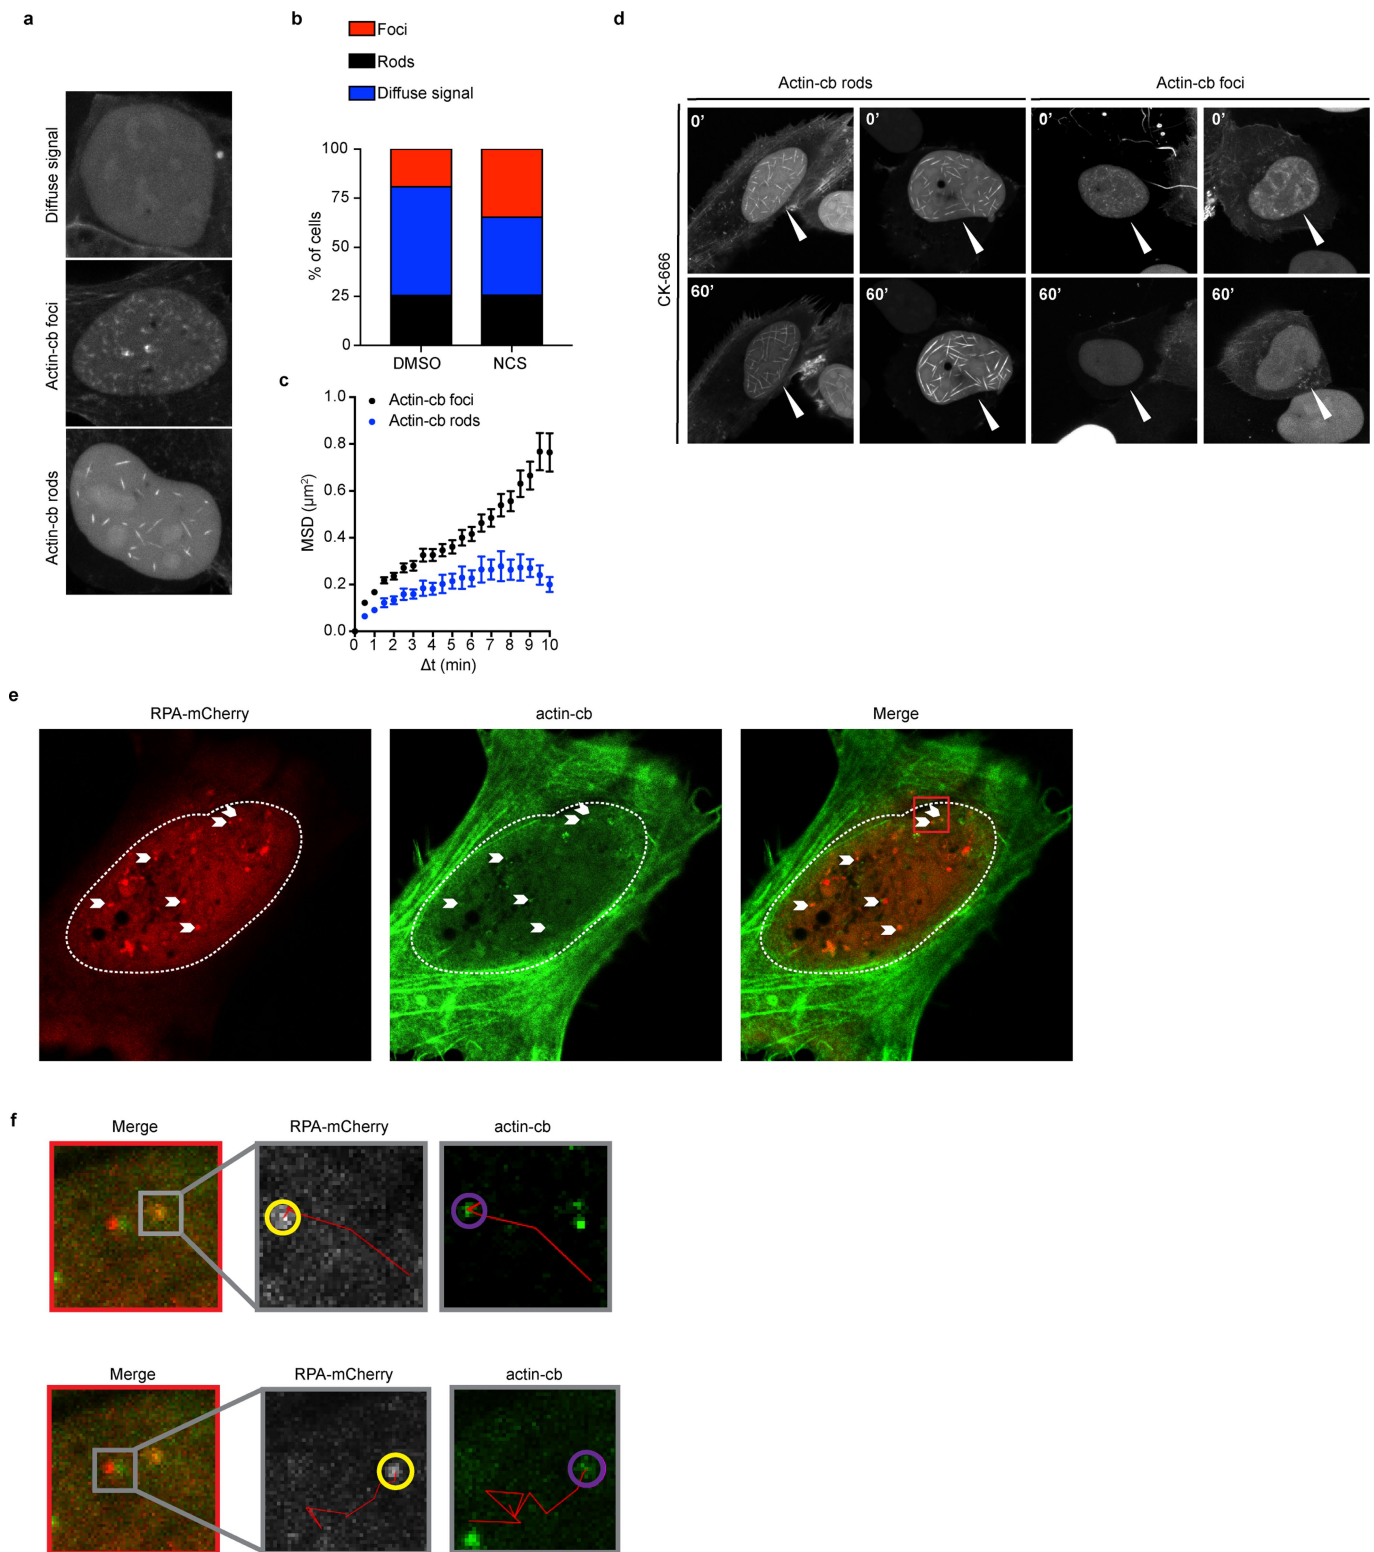 a
Diffuse signal
Actin-cb foci
Actin-cb rods
b
Foci
Rods
Diffuse signal
% of cells
100
75
50
25
0
DMSO
NCS
c
Actin-cb foci
Actin-cb rods
MSD (µm²)
1.0
0.8
0.6
0.4
0.2
0.0
0 1 2 3 4 5 6 7 8 9 10
Δt (min)
d
Actin-cb rods
Actin-cb foci
CK-666
0’
0’
0’
0’
60’
60’
60’
60’
e
RPA-mCherry
actin-cb
Merge
f
Merge
RPA-mCherry
actin-cb
Merge
RPA-mCherry
actin-cb